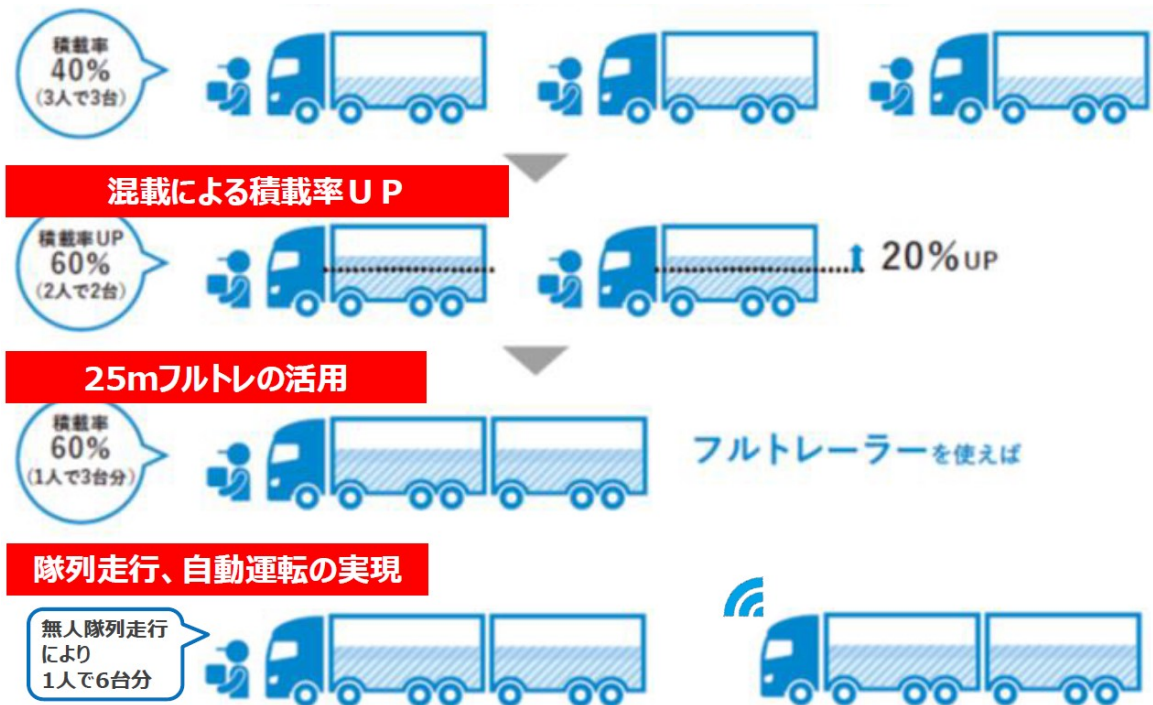 積載率
40%
(3人で3台)
混載による積載率UP
積載率UP
60%
(2人で2台)
20%UP
25mフルトレの活用
積載率
60%
(1人で3台分)
フルトレーラーを使えば
隊列走行、自動運転の実現
無人隊列走行
により
1人で6台分